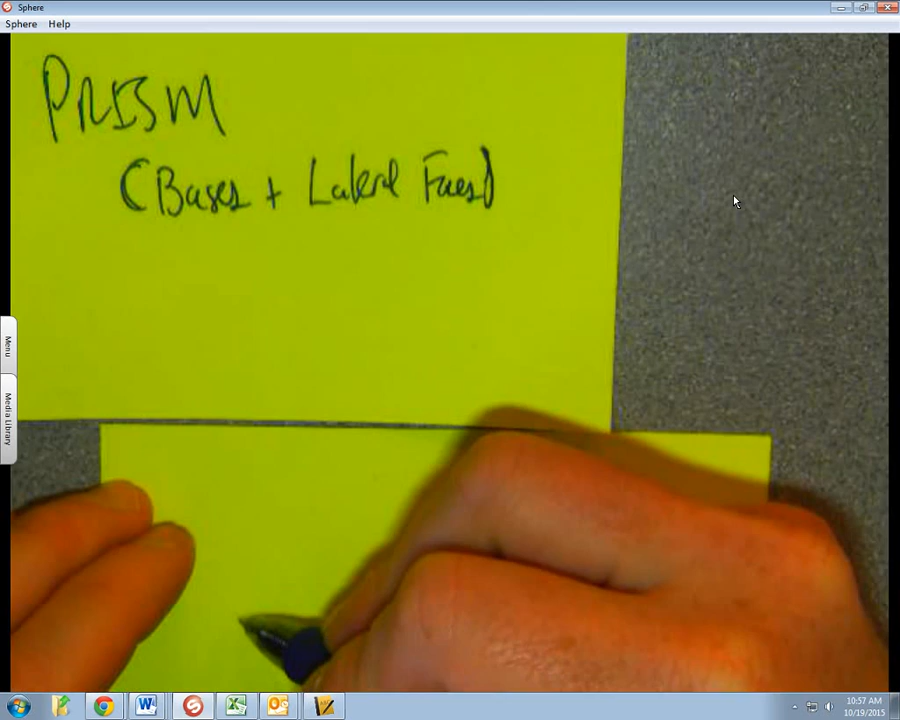 Sphere
Sphere Help
PRISM
(Bases + Lateral Faces)
Menu
Media Library
10:57 AM
10/19/2015